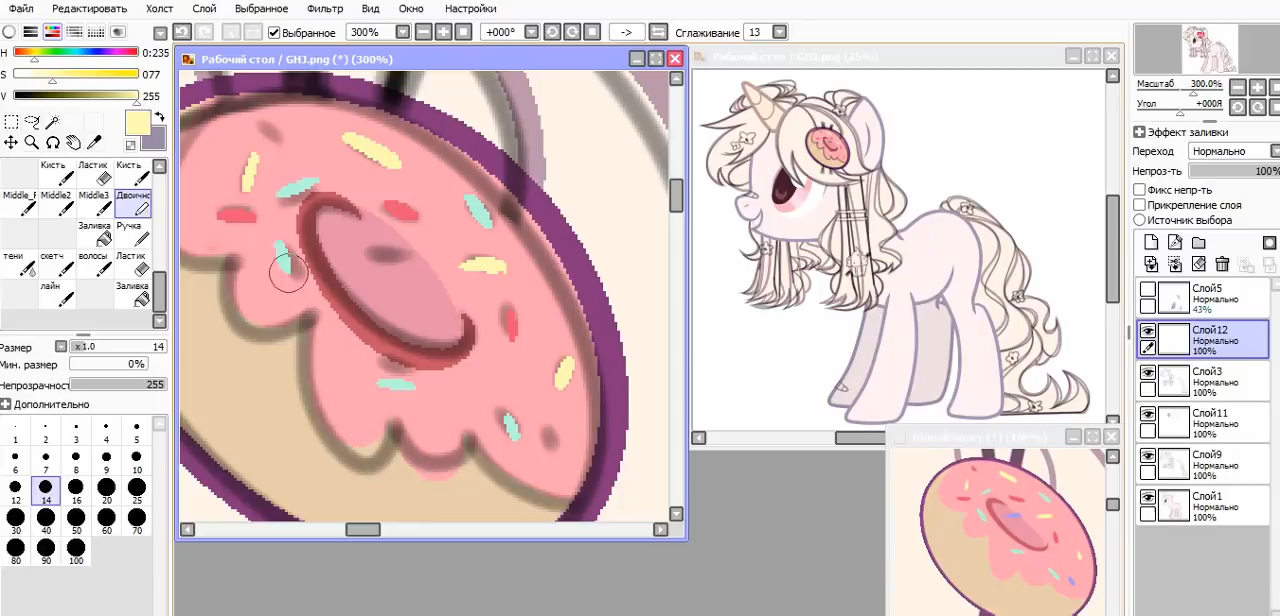 Файл Редактировать Холст Слой Выбранное Фильтр Вид Окно Настройки
Выбранное 300% +000° -> Сглаживание 13
H 0:235
S 077
V 255
Рабочий стол / GHJ.png (*) (300%)
Рабочий стол / GHJ.png (*) (25%)
Кисть Ластик Кисть
Middle2 Middle3
Заливка Ручка
тени скетч волосы Ластик
лайн Заливка
Размер x1.0 14
Мин. размер 0%
Непрозрачност 255
Дополнительно
1 2 3 4 5
6 7 8 9 10
12 14 16 20 25
30 40 50 60 70
80 90 100
Масштаб 300.0%
Угол +000Я
Эффект заливки
Переход Нормально
Непроз-ть 100%
Фикс непр-ть
Прикрепление слоя
Источник выбора
Слой5
Нормально
43%
Слой12
Нормально
100%
Слой3
Нормально
100%
Слой11
Нормально
100%
Слой9
Нормально
100%
Слой1
Нормально
100%